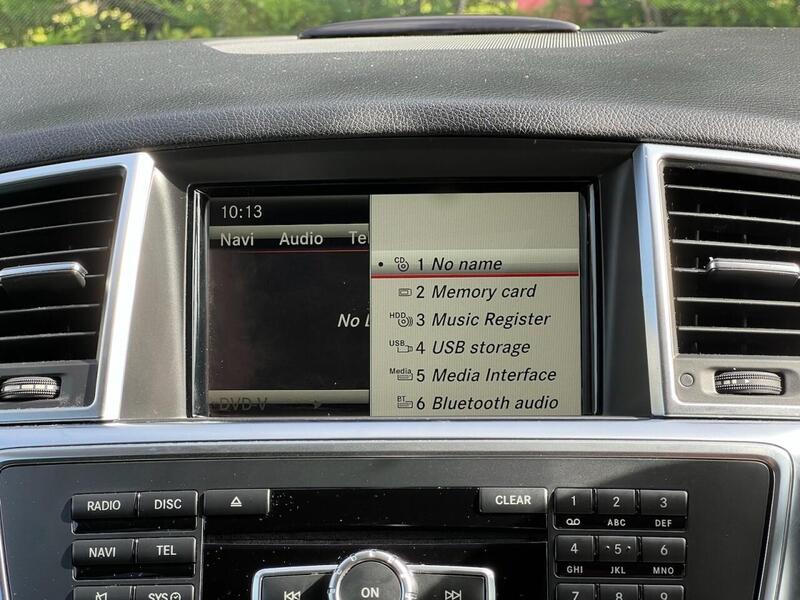 10:13
Navi Audio Te
CD 1 No name
2 Memory card
No
HDD 3 Music Register
USB 4 USB storage
Media 5 Media Interface
DVD-V
BT 6 Bluetooth audio
RADIO DISC CLEAR 1 2 3
ABC DEF
NAVI TEL 4 5 6
GHI JKL MNO
ON
SYS 7 8 9